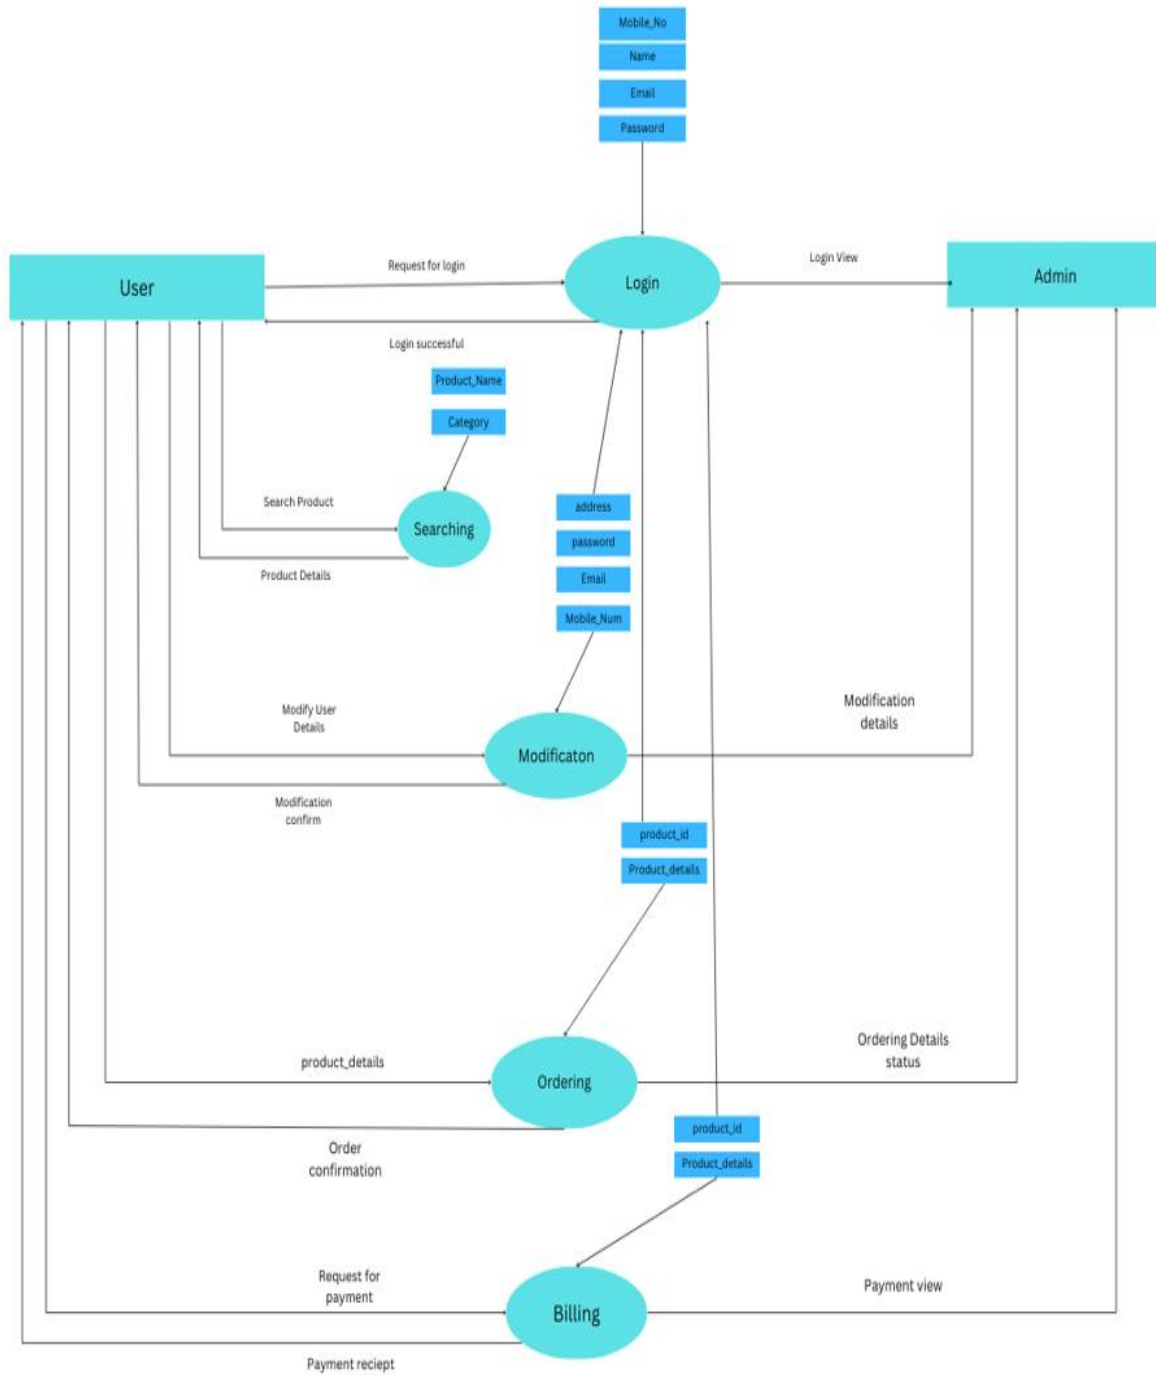 Mobile_No
Name
Email
Password
User
Request for login
Login
Login View
Admin
Login successful
Product_Name
Category
Search Product
Searching
Product Details
address
password
Email
Mobile_Num
Modify User
Details
Modificaton
Modification
details
Modification
confirm
product_id
Product_details
product_details
Ordering
Ordering Details
status
Order
confirmation
product_id
Product_details
Request for
payment
Billing
Payment view
Payment reciept